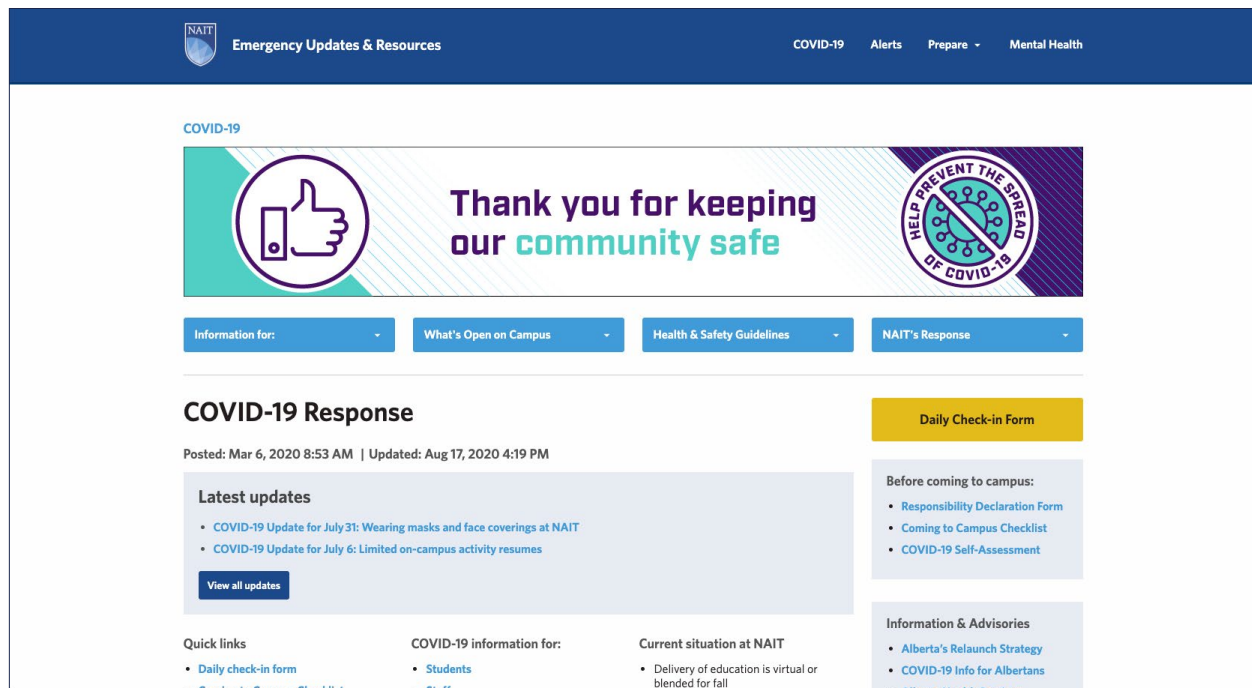 NAIT
Emergency Updates & Resources
COVID-19
Alerts
Prepare
Mental Health
COVID-19
Thank you for keeping
our community safe
HELP PREVENT THE SPREAD
OF COVID-19
Information for:
What's Open on Campus
Health & Safety Guidelines
NAIT's Response
COVID-19 Response
Posted: Mar 6, 2020 8:53 AM | Updated: Aug 17, 2020 4:19 PM
Latest updates
• COVID-19 Update for July 31: Wearing masks and face coverings at NAIT
• COVID-19 Update for July 6: Limited on-campus activity resumes
View all updates
Quick links
• Daily check-in form
COVID-19 information for:
• Students
Current situation at NAIT
• Delivery of education is virtual or
blended for fall
Daily Check-in Form
Before coming to campus:
• Responsibility Declaration Form
• Coming to Campus Checklist
• COVID-19 Self-Assessment
Information & Advisories
• Alberta's Relaunch Strategy
• COVID-19 Info for Albertans